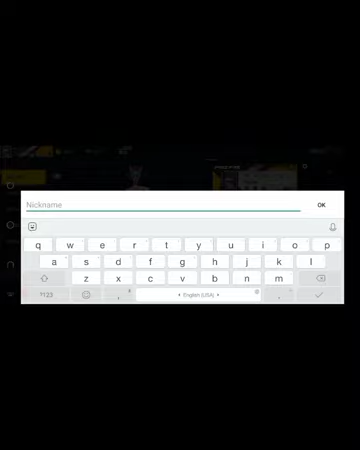 Nickname OK
q w e r t y u i o p
a s d f g h j k l
z x c v b n m
?123 , English (USA) .